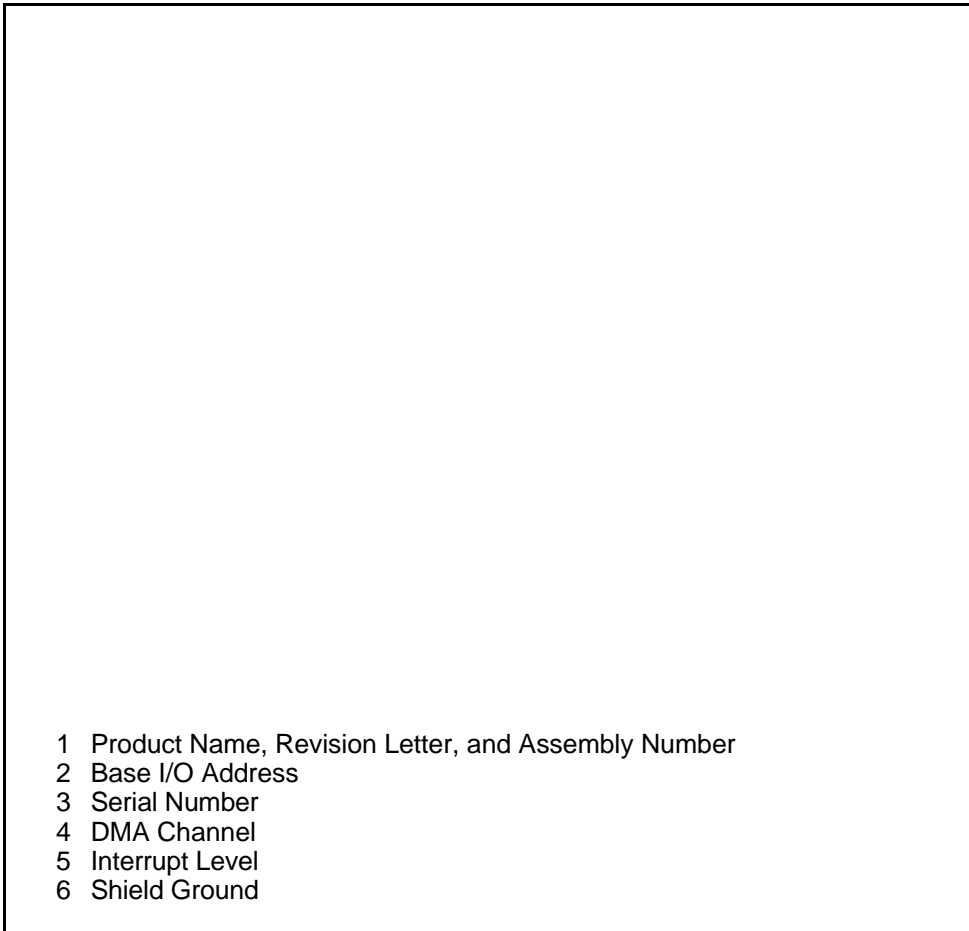 1 Product Name, Revision Letter, and Assembly Number
2 Base I/O Address
3 Serial Number
4 DMA Channel
5 Interrupt Level
6 Shield Ground